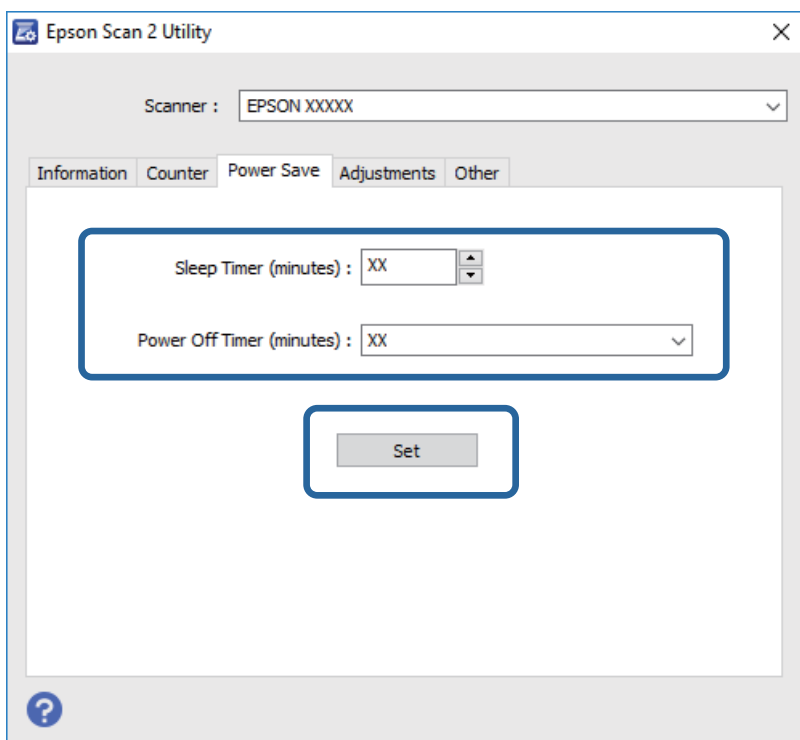 Epson Scan 2 Utility
Scanner : EPSON XXXXX
Information Counter Power Save Adjustments Other
Sleep Timer (minutes) : XX
Power Off Timer (minutes) : XX
Set
?